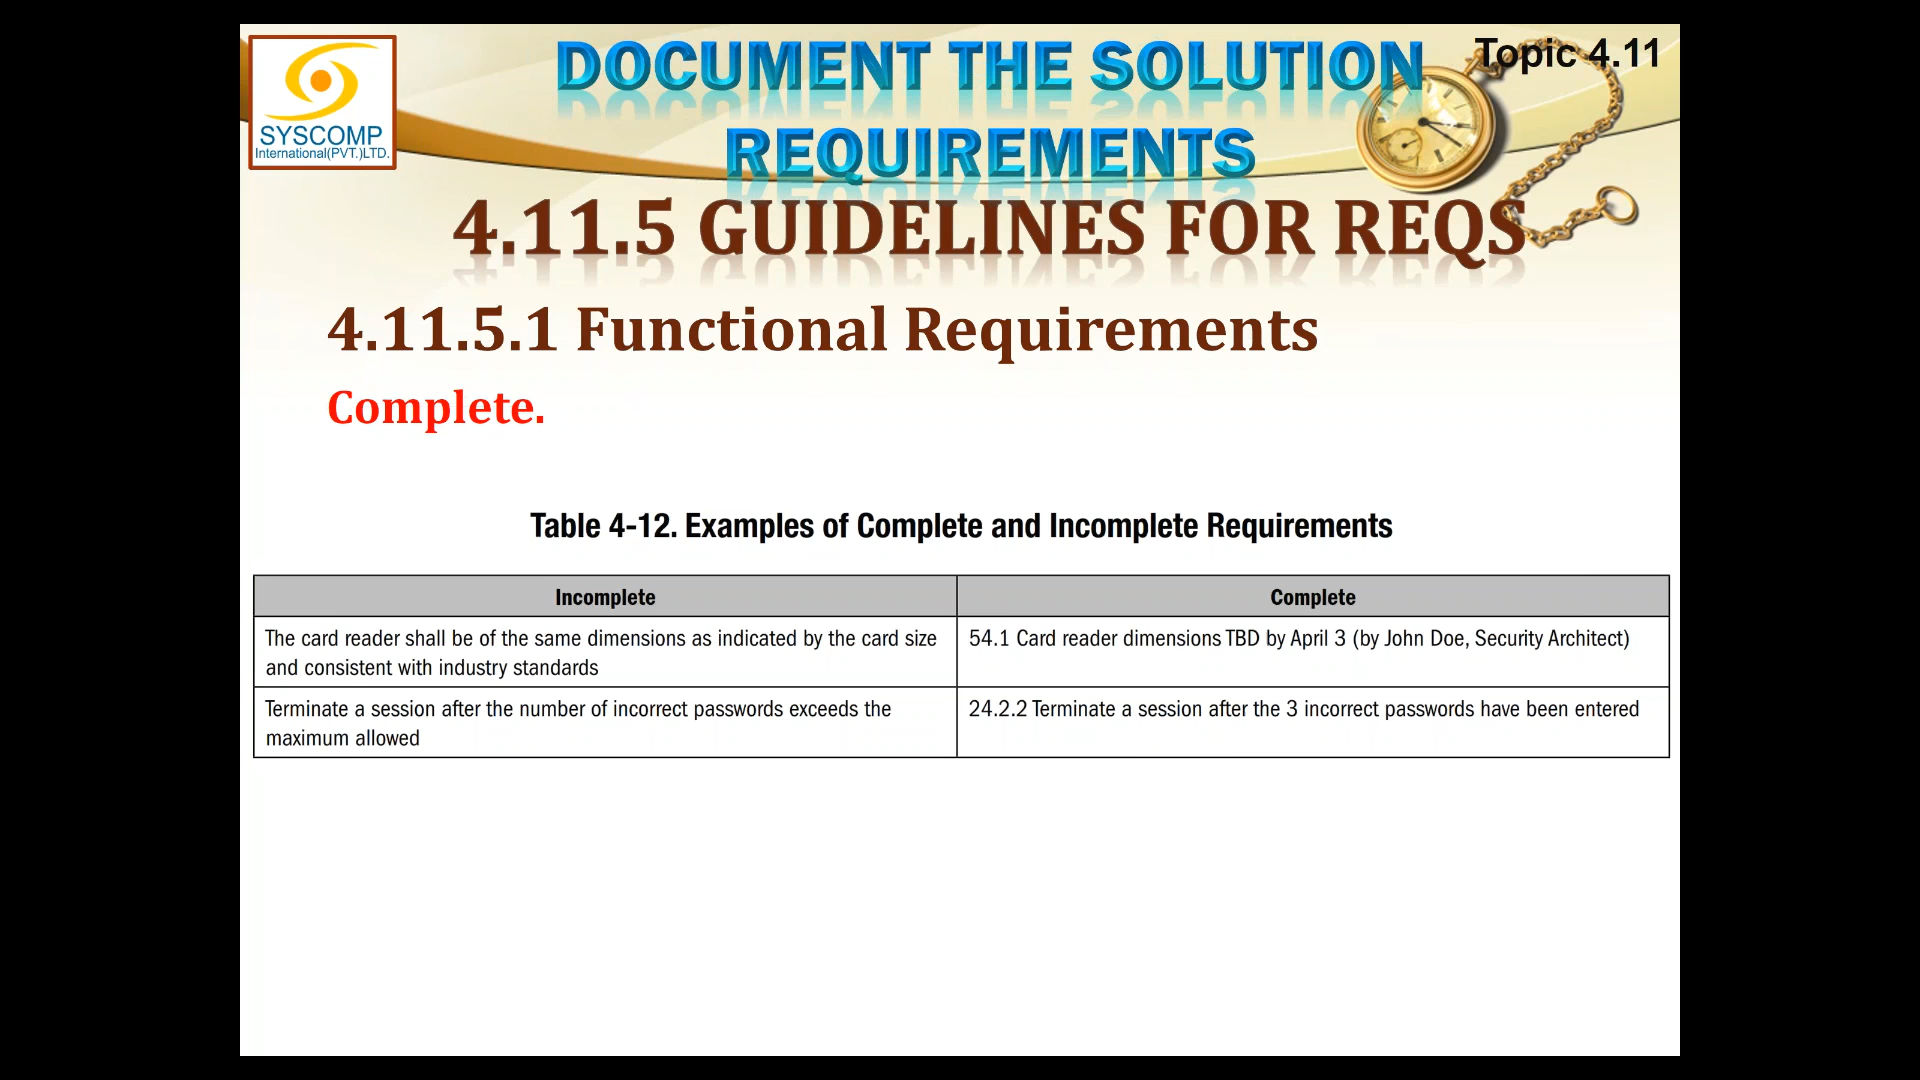 SYSCOMP
International(PVT.)LTD.
DOCUMENT THE SOLUTION
REQUIREMENTS
Topic 4.11
4.11.5 GUIDELINES FOR REQS
4.11.5.1 Functional Requirements
Complete.
Table 4-12. Examples of Complete and Incomplete Requirements
Incomplete
Complete
The card reader shall be of the same dimensions as indicated by the card size
and consistent with industry standards
54.1 Card reader dimensions TBD by April 3 (by John Doe, Security Architect)
Terminate a session after the number of incorrect passwords exceeds the
maximum allowed
24.2.2 Terminate a session after the 3 incorrect passwords have been entered